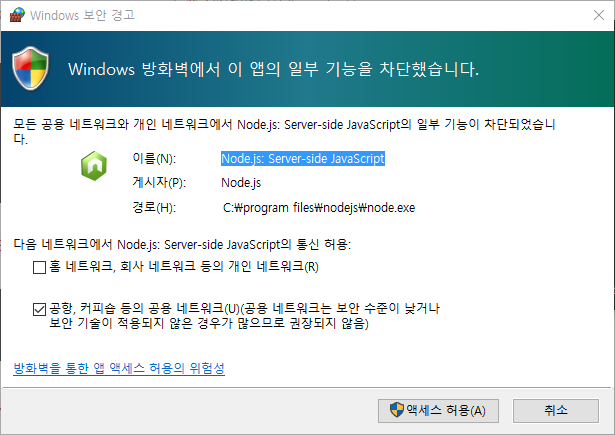 Windows 보안 경고
Windows 방화벽에서 이 앱의 일부 기능을 차단했습니다.
모든 공용 네트워크와 개인 네트워크에서 Node.js: Server-side JavaScript의 일부 기능이 차단되었습니
다.
이름(N): Node.js: Server-side JavaScript
게시자(P): Node.js
경로(H): C:₩program files₩nodejs₩node.exe
다음 네트워크에서 Node.js: Server-side JavaScript의 통신 허용:
홈 네트워크, 회사 네트워크 등의 개인 네트워크(R)
공항, 커피숍 등의 공용 네트워크(U)(공용 네트워크는 보안 수준이 낮거나
보안 기술이 적용되지 않은 경우가 많으므로 권장되지 않음)
방화벽을 통한 앱 액세스 허용의 위험성
액세스 허용(A) 취소